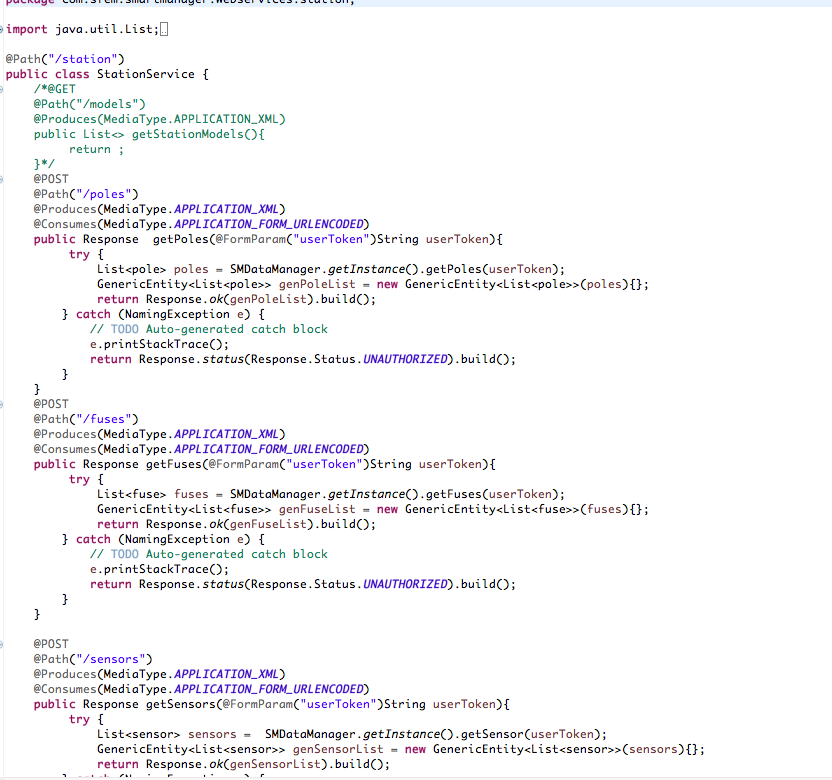 package com.sfem.smartmanager.webservices.station;
import java.util.List;
@Path("/station")
public class StationService {
/*@GET
@Path("/models")
@Produces(MediaType.APPLICATION_XML)
public List<> getStationModels(){
return ;
}*/
@POST
@Path("/poles")
@Produces(MediaType.APPLICATION_XML)
@Consumes(MediaType.APPLICATION_FORM_URLENCODED)
public Response  getPoles(@FormParam("userToken")String userToken){
try {
List<pole> poles = SMDataManager.getInstance().getPoles(userToken);
GenericEntity<List<pole>> genPoleList = new GenericEntity<List<pole>>(poles){};
return Response.ok(genPoleList).build();
} catch (NamingException e) {
// TODO Auto-generated catch block
e.printStackTrace();
return Response.status(Response.Status.UNAUTHORIZED).build();
}
}
@POST
@Path("/fuses")
@Produces(MediaType.APPLICATION_XML)
@Consumes(MediaType.APPLICATION_FORM_URLENCODED)
public Response getFuses(@FormParam("userToken")String userToken){
try {
List<fuse> fuses = SMDataManager.getInstance().getFuses(userToken);
GenericEntity<List<fuse>> genFuseList = new GenericEntity<List<fuse>>(fuses){};
return Response.ok(genFuseList).build();
} catch (NamingException e) {
// TODO Auto-generated catch block
e.printStackTrace();
return Response.status(Response.Status.UNAUTHORIZED).build();
}
}
@POST
@Path("/sensors")
@Produces(MediaType.APPLICATION_XML)
@Consumes(MediaType.APPLICATION_FORM_URLENCODED)
public Response getSensors(@FormParam("userToken")String userToken){
try {
List<sensor> sensors =  SMDataManager.getInstance().getSensor(userToken);
GenericEntity<List<sensor>> genSensorList = new GenericEntity<List<sensor>>(sensors){};
return Response.ok(genSensorList).build();
} catch (NamingException e) {